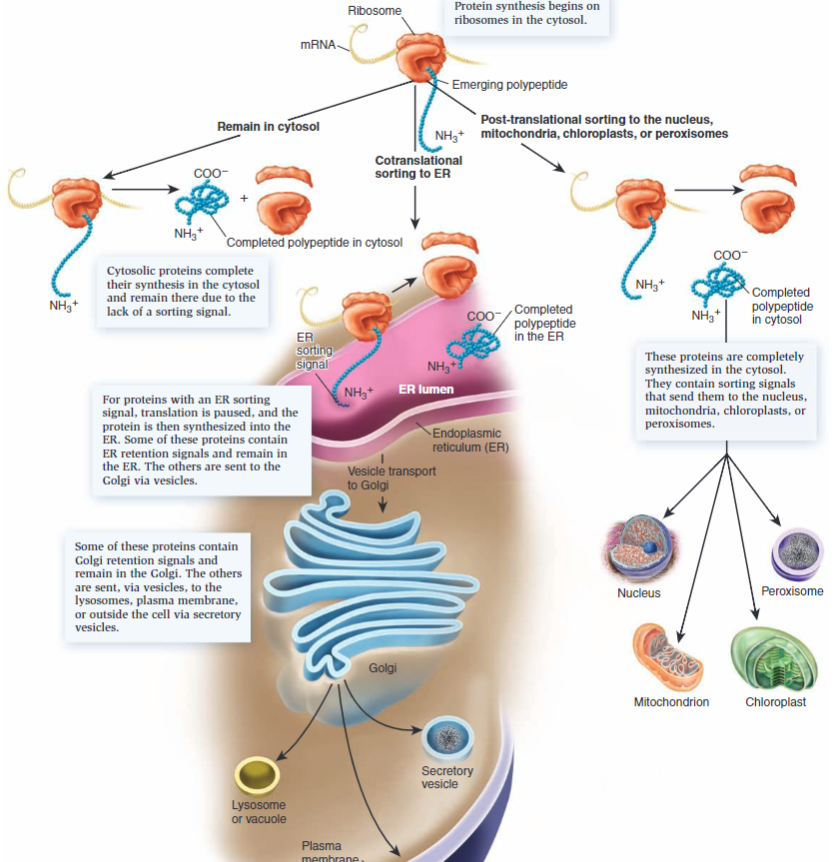 Ribosome
Protein synthesis begins on
ribosomes in the cytosol.
mRNA
Emerging polypeptide
Remain in cytosol
NH₃⁺
Post-translational sorting to the nucleus,
mitochondria, chloroplasts, or peroxisomes
Cotranslational
sorting to ER
COO⁻
+
NH₃⁺
Completed polypeptide in cytosol
NH₃⁺
Cytosolic proteins complete
their synthesis in the cytosol
and remain there due to the
lack of a sorting signal.
COO⁻
NH₃⁺
NH₃⁺
Completed
polypeptide
in cytosol
ER
sorting
signal
NH₃⁺
COO⁻
NH₃⁺
Completed
polypeptide
in the ER
ER lumen
Endoplasmic
reticulum (ER)
These proteins are completely
synthesized in the cytosol.
They contain sorting signals
that send them to the nucleus,
mitochondria, chloroplasts, or
peroxisomes.
For proteins with an ER sorting
signal, translation is paused, and the
protein is then synthesized into the
ER. Some of these proteins contain
ER retention signals and remain in
the ER. The others are sent to the
Golgi via vesicles.
Vesicle transport
to Golgi
Some of these proteins contain
Golgi retention signals and
remain in the Golgi. The others
are sent, via vesicles, to the
lysosomes, plasma membrane,
or outside the cell via secretory
vesicles.
Nucleus
Peroxisome
Golgi
Mitochondrion
Chloroplast
Secretory
vesicle
Lysosome
or vacuole
Plasma
membrane